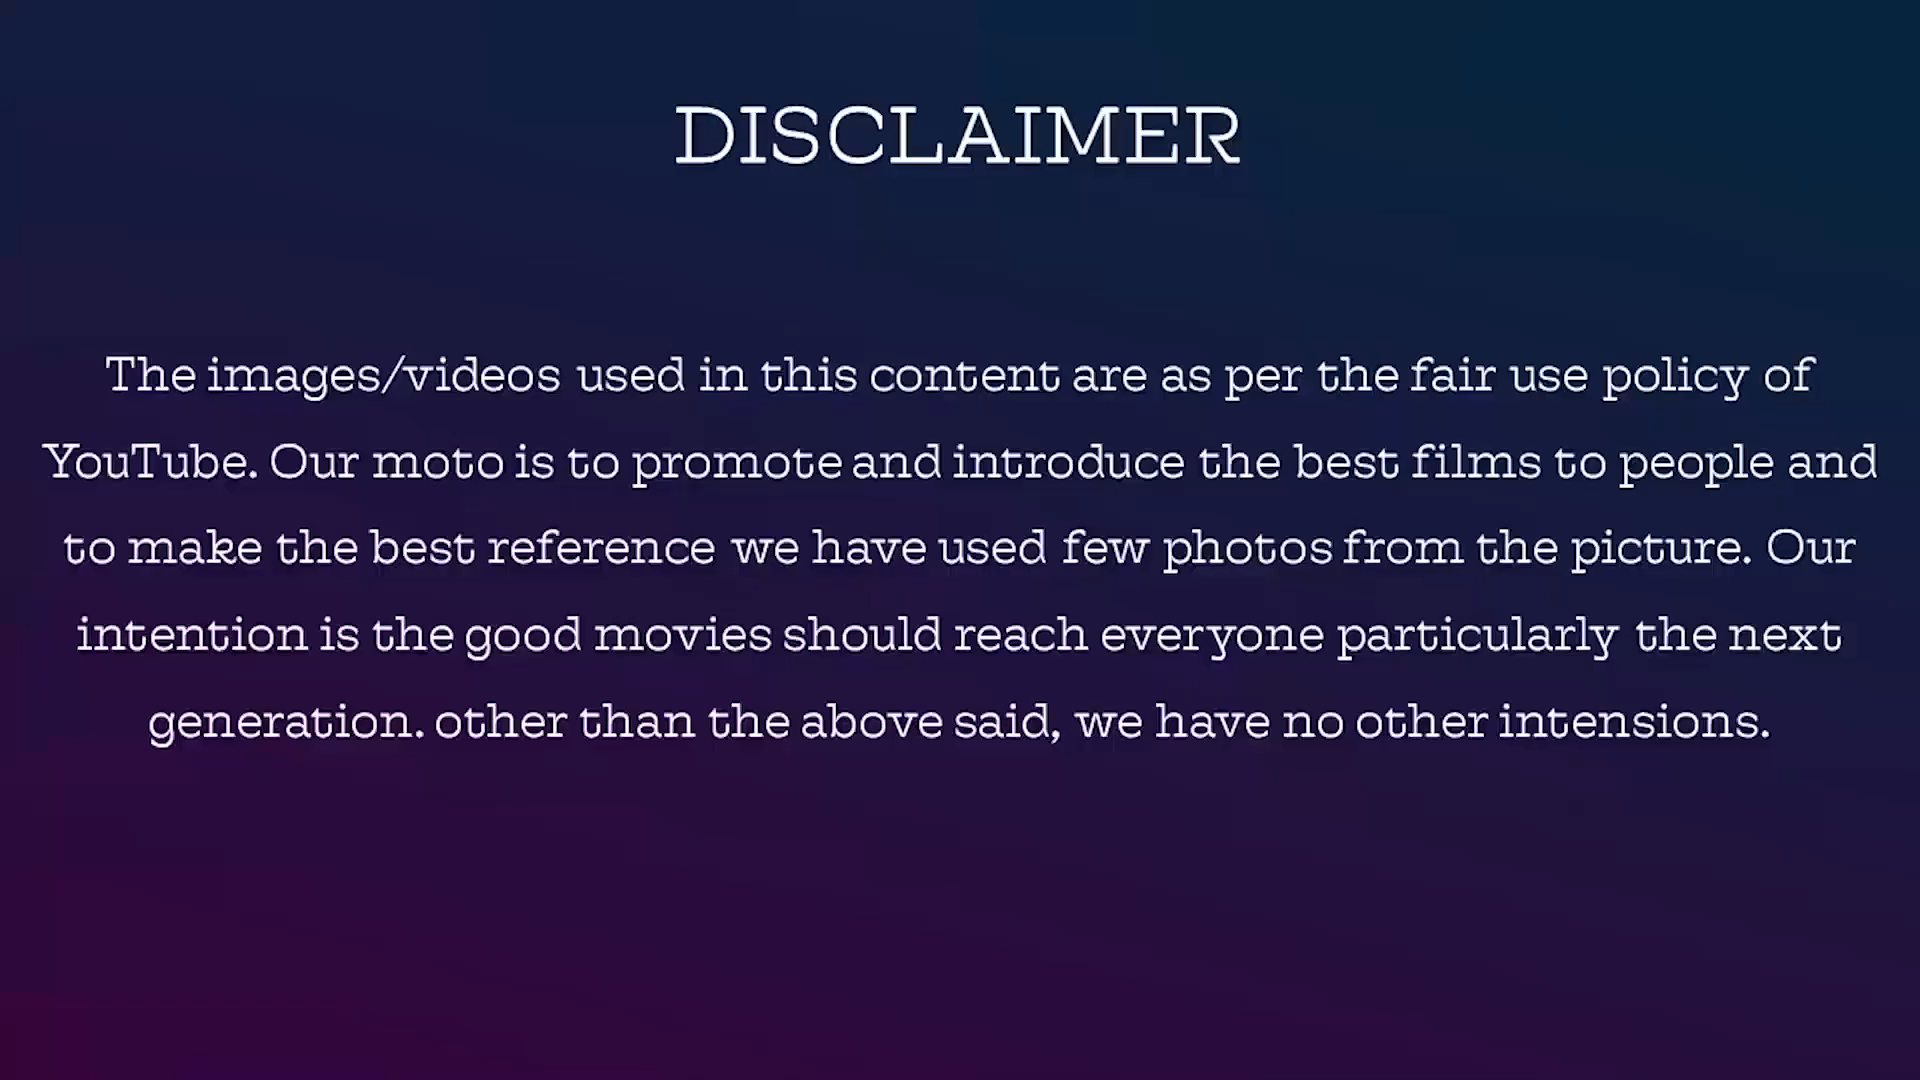 DISCLAIMER
The images/videos used in this content are as per the fair use policy of
YouTube. Our moto is to promote and introduce the best films to people and
to make the best reference we have used few photos from the picture. Our
intention is the good movies should reach everyone particularly the next
generation. other than the above said, we have no other intensions.